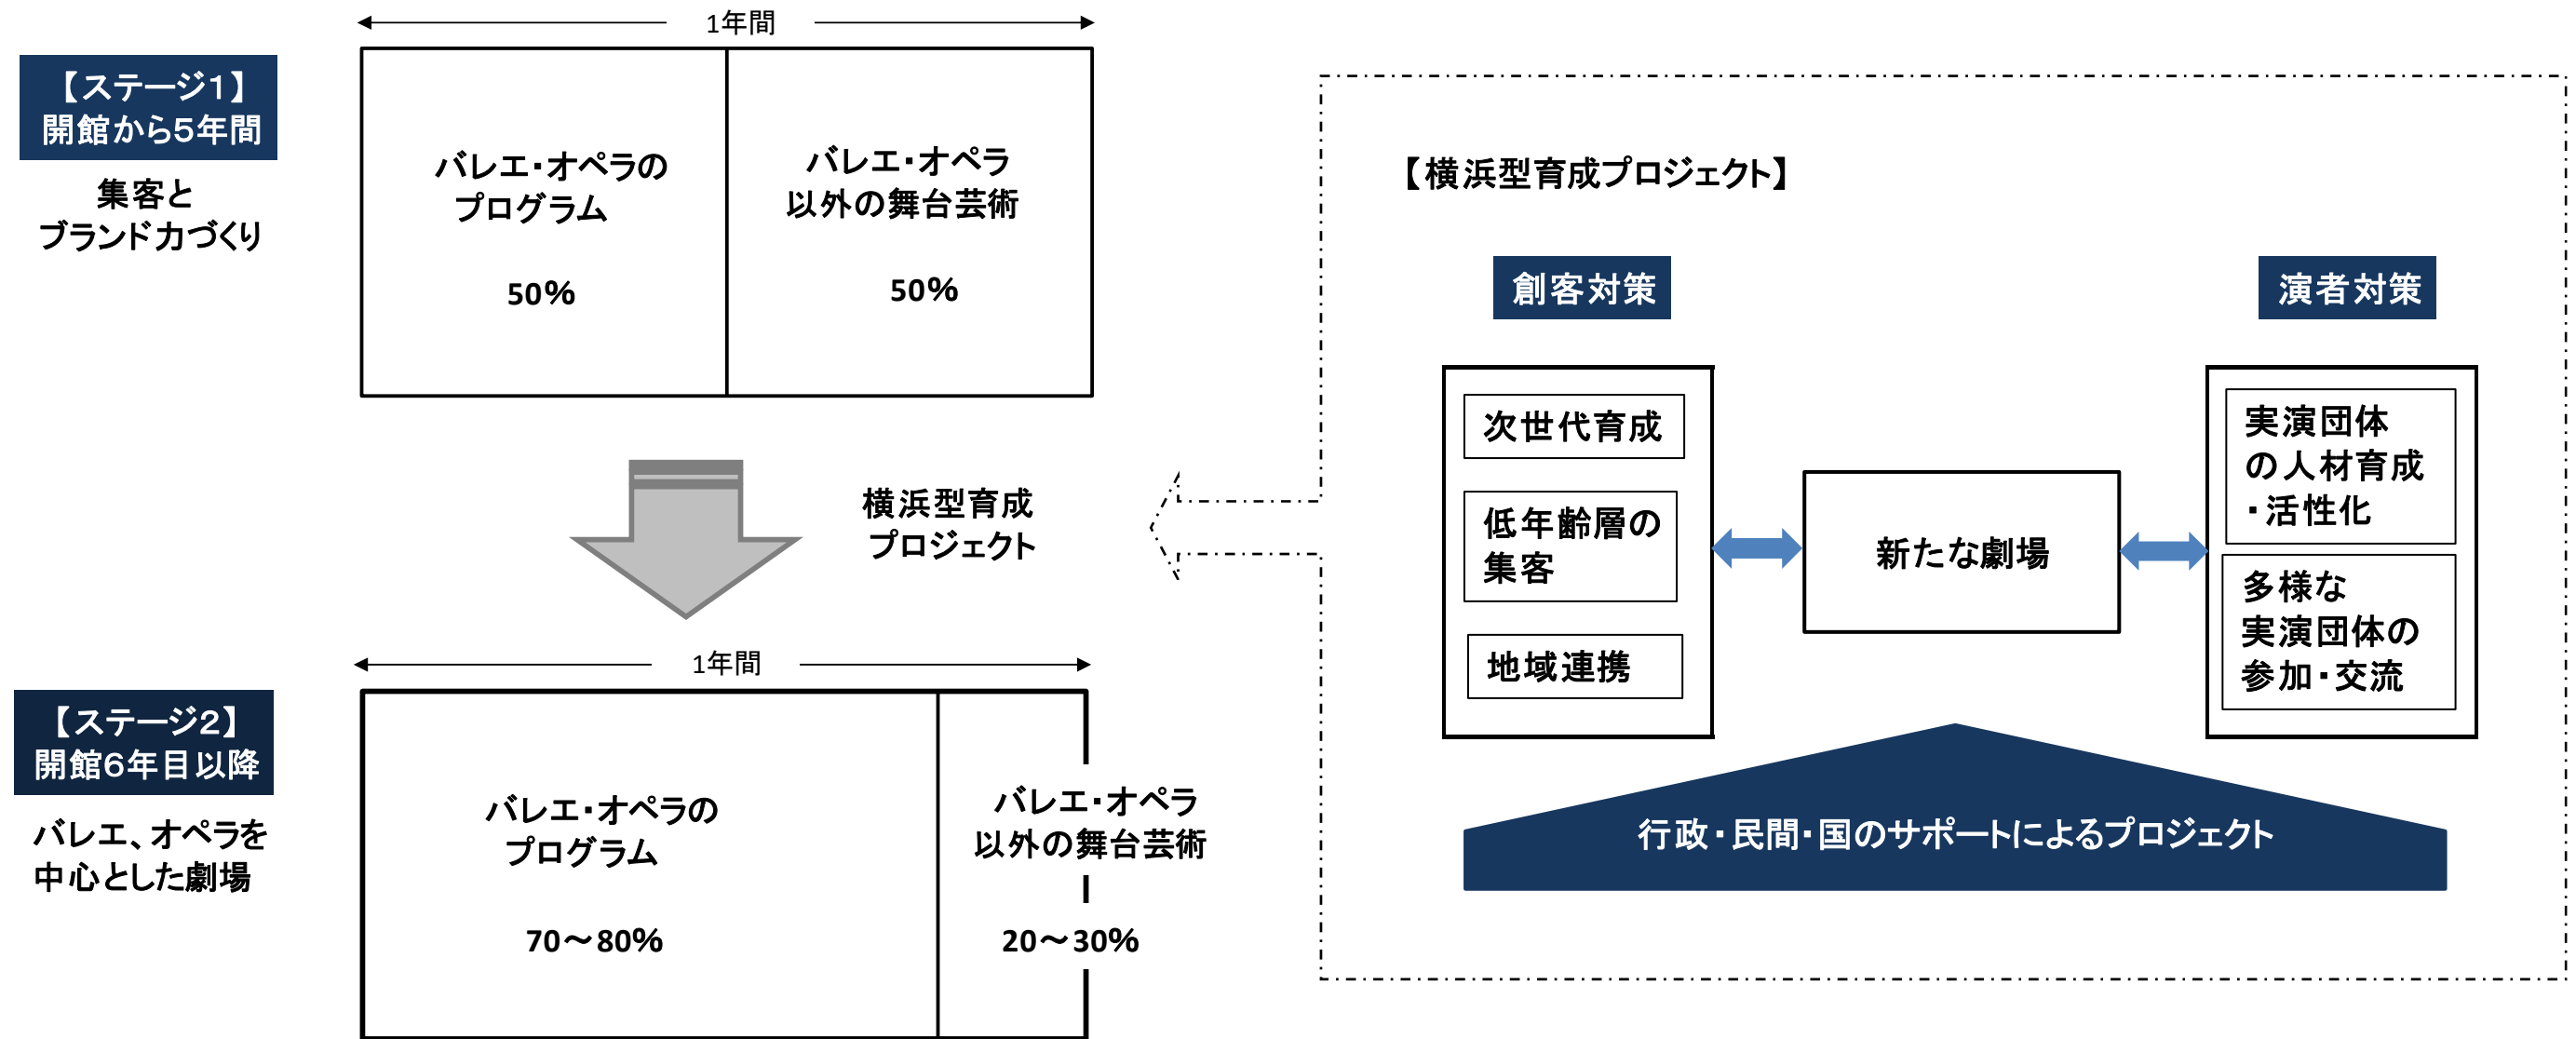 1年間
【ステージ1】
開館から5年間
集客と
ブランド力づくり
バレエ・オペラの
プログラム
50%
バレエ・オペラ
以外の舞台芸術
50%
横浜型育成
プロジェクト
1年間
【ステージ2】
開館6年目以降
バレエ、オペラを
中心とした劇場
バレエ・オペラの
プログラム
70～80%
バレエ・オペラ
以外の舞台芸術
20～30%
【横浜型育成プロジェクト】
創客対策
次世代育成
低年齢層の
集客
地域連携
新たな劇場
演者対策
実演団体
の人材育成
・活性化
多様な
実演団体の
参加・交流
行政・民間・国のサポートによるプロジェクト